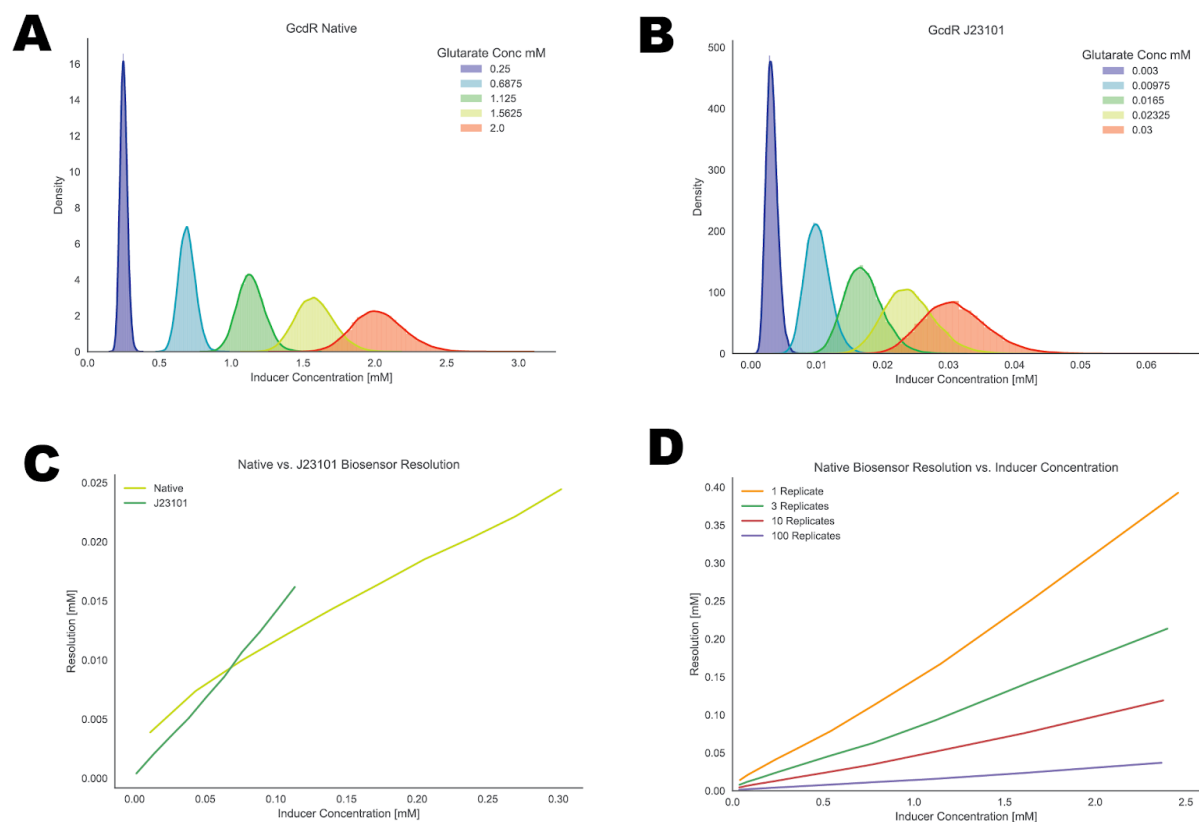 A
GcdR Native
Glutarate Conc mM
0.25
0.6875
1.125
1.5625
2.0
16
14
12
10
8
6
4
2
0
Density
0.0 0.5 1.0 1.5 2.0 2.5 3.0
Inducer Concentration [mM]
B
GcdR J23101
Glutarate Conc mM
0.003
0.00975
0.0165
0.02325
0.03
500
400
300
200
100
0
Density
0.00 0.01 0.02 0.03 0.04 0.05 0.06
Inducer Concentration [mM]
C
Native vs. J23101 Biosensor Resolution
Native
J23101
0.025
0.020
0.015
0.010
0.005
0.000
Resolution [mM]
0.00 0.05 0.10 0.15 0.20 0.25 0.30
Inducer Concentration [mM]
D
Native Biosensor Resolution vs. Inducer Concentration
1 Replicate
3 Replicates
10 Replicates
100 Replicates
0.40
0.35
0.30
0.25
0.20
0.15
0.10
0.05
0.00
Resolution [mM]
0.0 0.5 1.0 1.5 2.0 2.5
Inducer Concentration [mM]